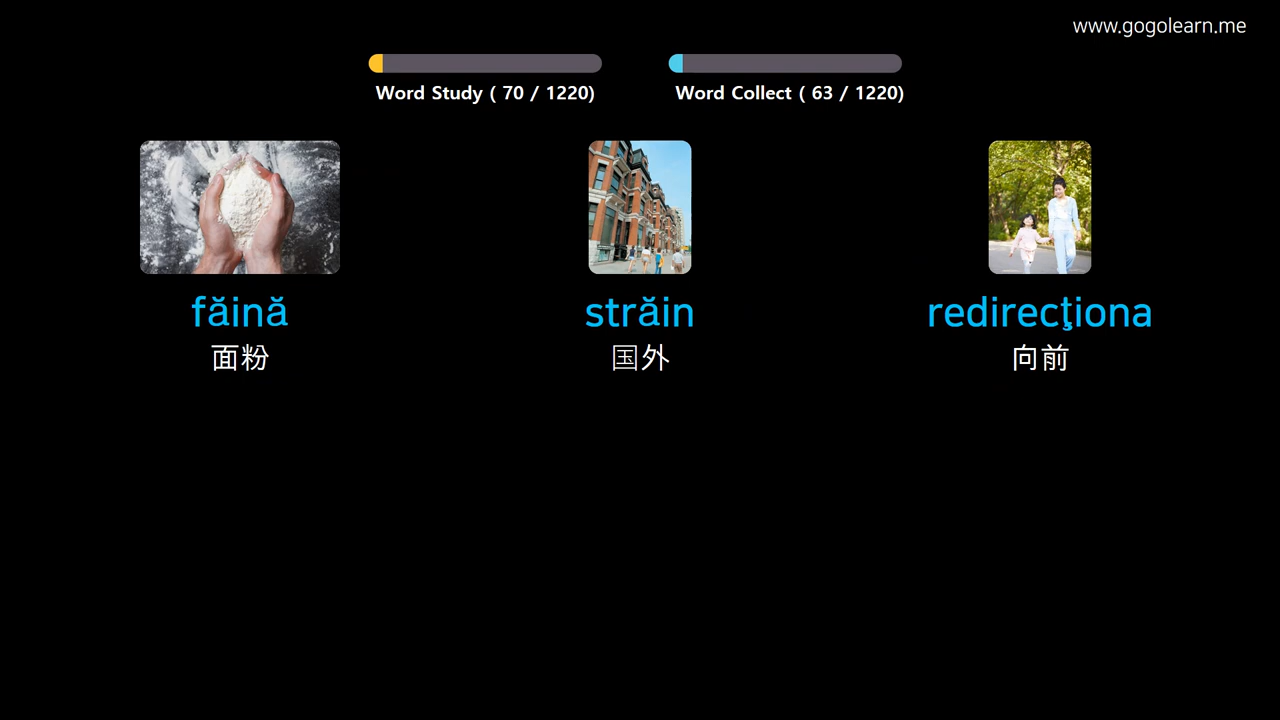 www.gogolearn.me
Word Study ( 70 / 1220)
Word Collect ( 63 / 1220)
făină
străin
redirecţiona
面粉
国外
向前